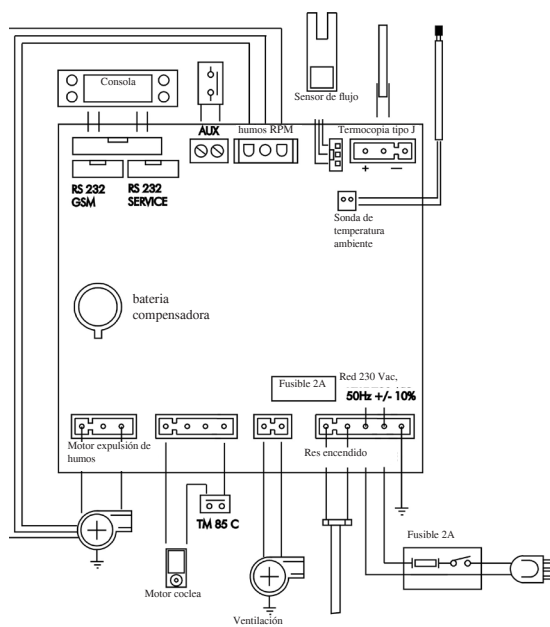 Consola
Sensor de flujo
AUX
humos RPM
Termocopia tipo J
+ −
RS 232
GSM
RS 232
SERVICE
Sonda de
temperatura
ambiente
bateria
compensadora
Fusible 2A
Red 230 Vac,
50Hz +/- 10%
Motor expulsión de
humos
Res encendido
TM 85 C
Fusible 2A
Motor coclea
Ventilación